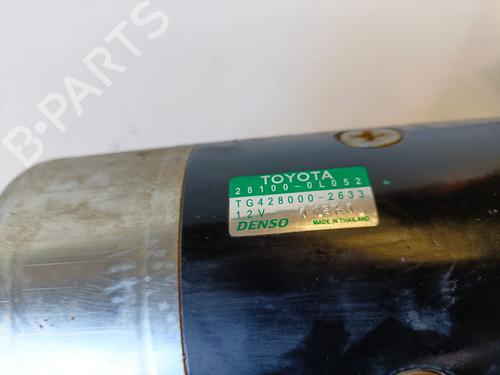 B-PARTS
TOYOTA
28100-0L052
TG428000-2633
12V
DENSO MADE IN THAILAND